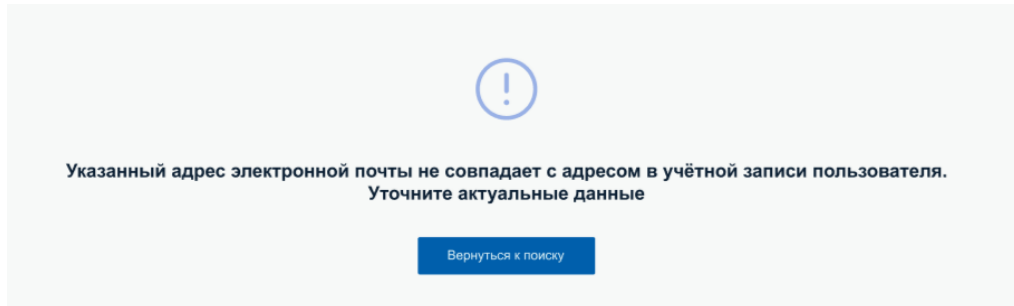 Указанный адрес электронной почты не совпадает с адресом в учётной записи пользователя.
Уточните актуальные данные
Вернуться к поиску